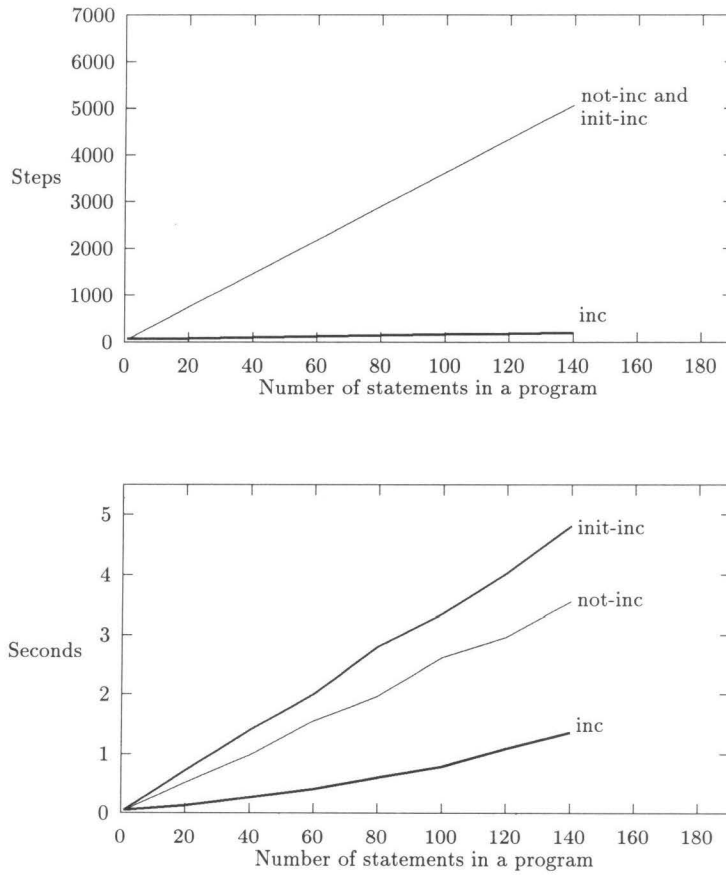 7000
6000
5000
4000
3000
2000
1000
0
Steps
not-inc and
init-inc
inc
0 20 40 60 80 100 120 140 160 180
Number of statements in a program
5
4
3
2
1
0
Seconds
init-inc
not-inc
inc
0 20 40 60 80 100 120 140 160 180
Number of statements in a program